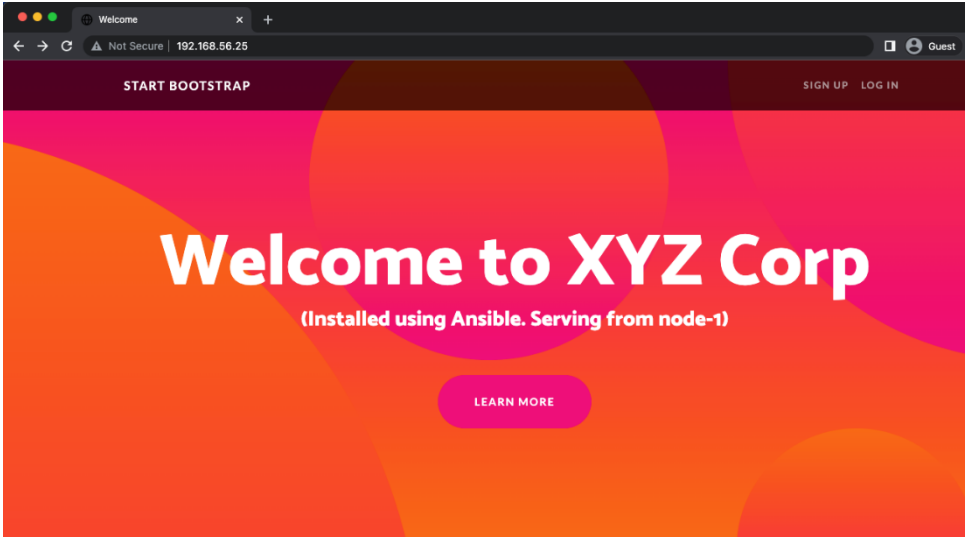 Welcome
Not Secure | 192.168.56.25
Guest
START BOOTSTRAP
SIGN UP LOG IN
Welcome to XYZ Corp
(Installed using Ansible. Serving from node-1)
LEARN MORE